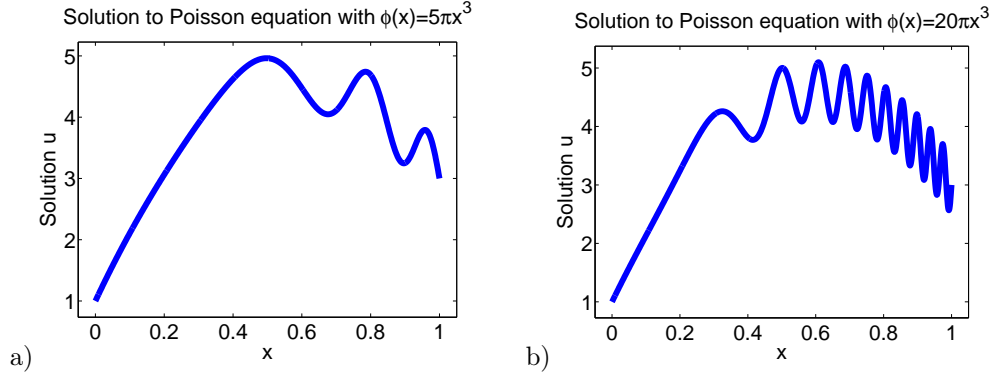 Solution to Poisson equation with ϕ(x)=5πx³
5
4
3
2
1
Solution u
0 0.2 0.4 0.6 0.8 1
x
a)
Solution to Poisson equation with ϕ(x)=20πx³
5
4
3
2
1
Solution u
0 0.2 0.4 0.6 0.8 1
x
b)